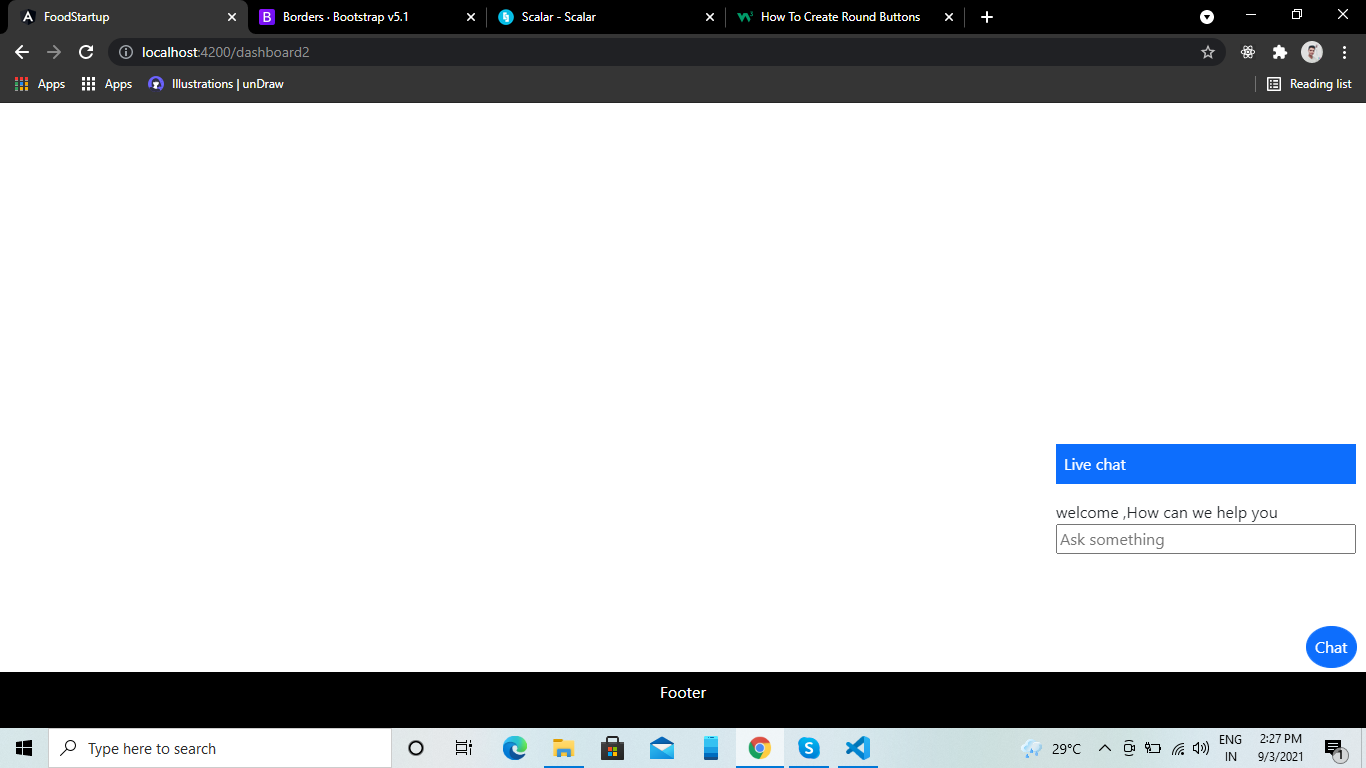 FoodStartup
Borders · Bootstrap v5.1
Scalar - Scalar
How To Create Round Buttons
localhost:4200/dashboard2
Apps
Apps
Illustrations | unDraw
Reading list
Live chat
welcome ,How can we help you
Ask something
Chat
Footer
Type here to search
29°C
ENG
IN
2:27 PM
9/3/2021
1